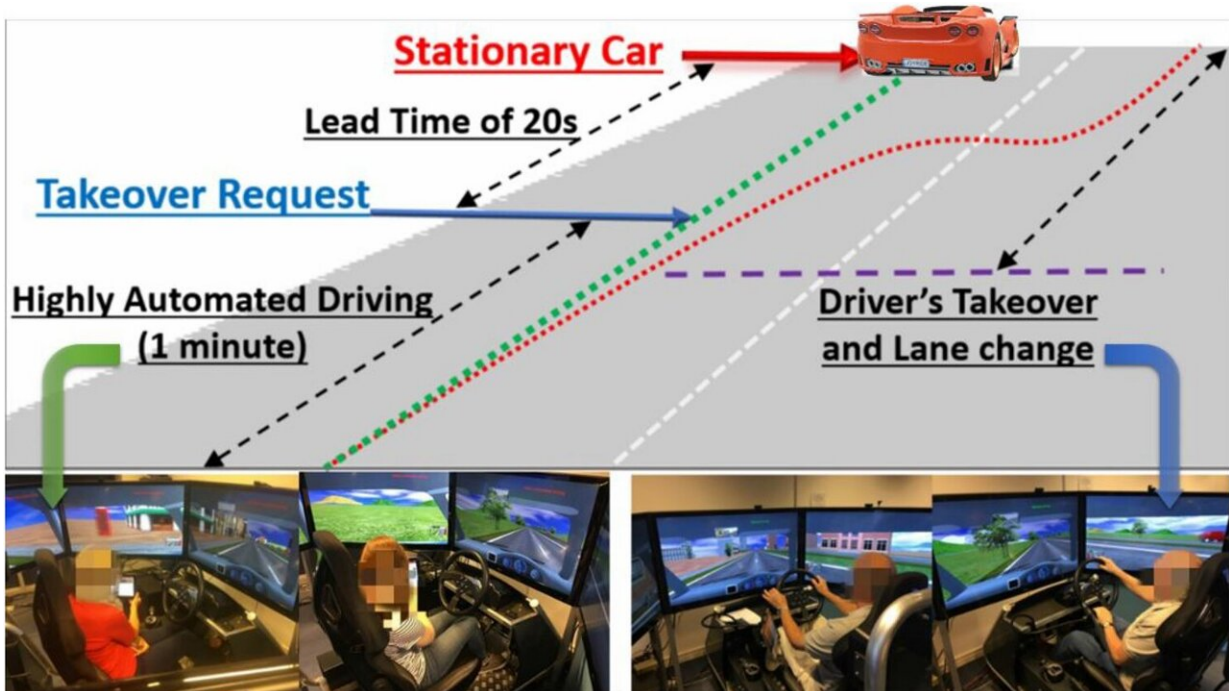 Stationary Car
Lead Time of 20s
Takeover Request
Highly Automated Driving
(1 minute)
Driver's Takeover
and Lane change